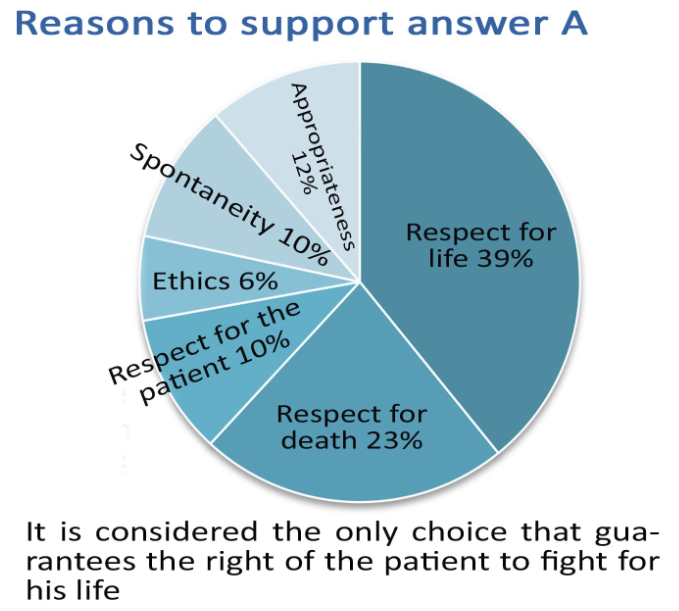 Reasons to support answer A
Appropriateness
12%
Spontaneity 10%
Respect for
life 39%
Ethics 6%
Respect for the
patient 10%
Respect for
death 23%
It is considered the only choice that gua-
rantees the right of the patient to fight for
his life